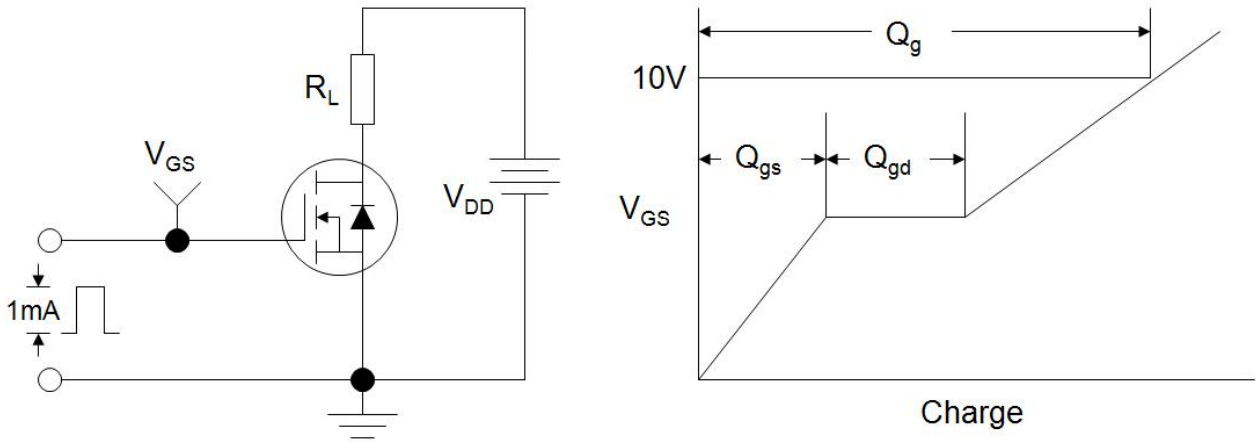 R_L
V_GS
V_DD
1mA
Q_g
10V
Q_gs
Q_gd
V_GS
Charge